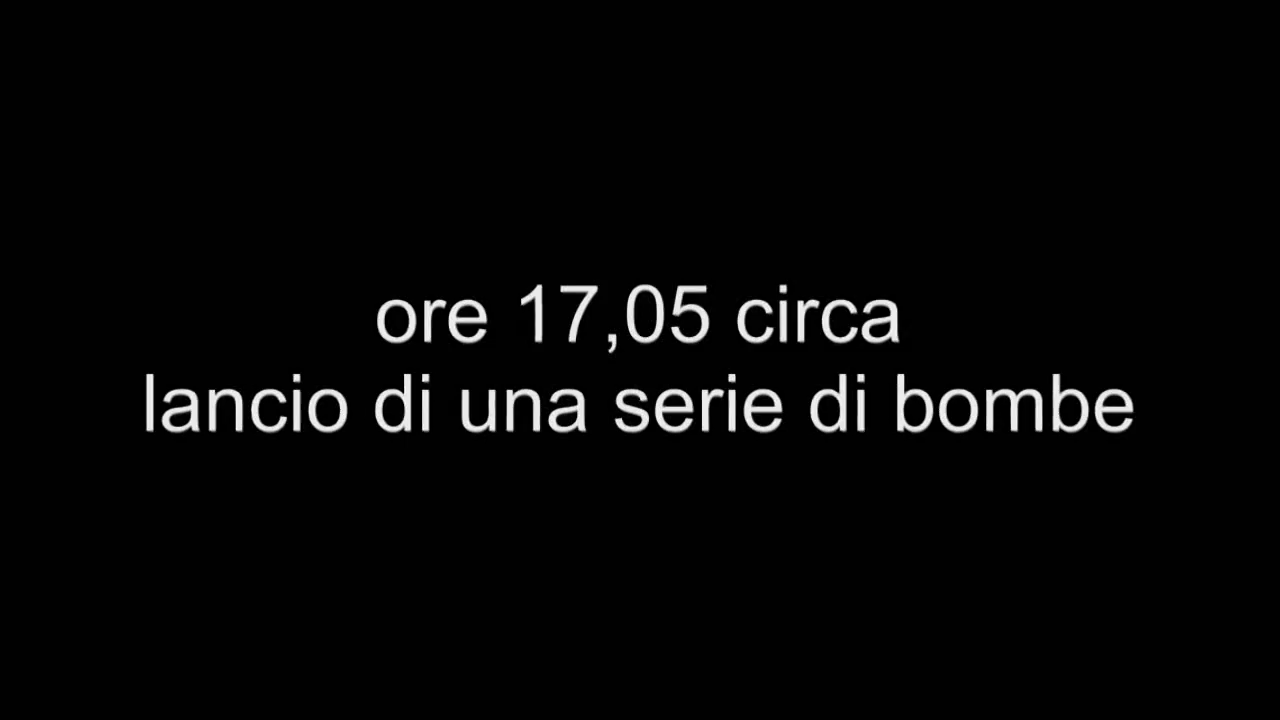 ore 17,05 circa
lancio di una serie di bombe